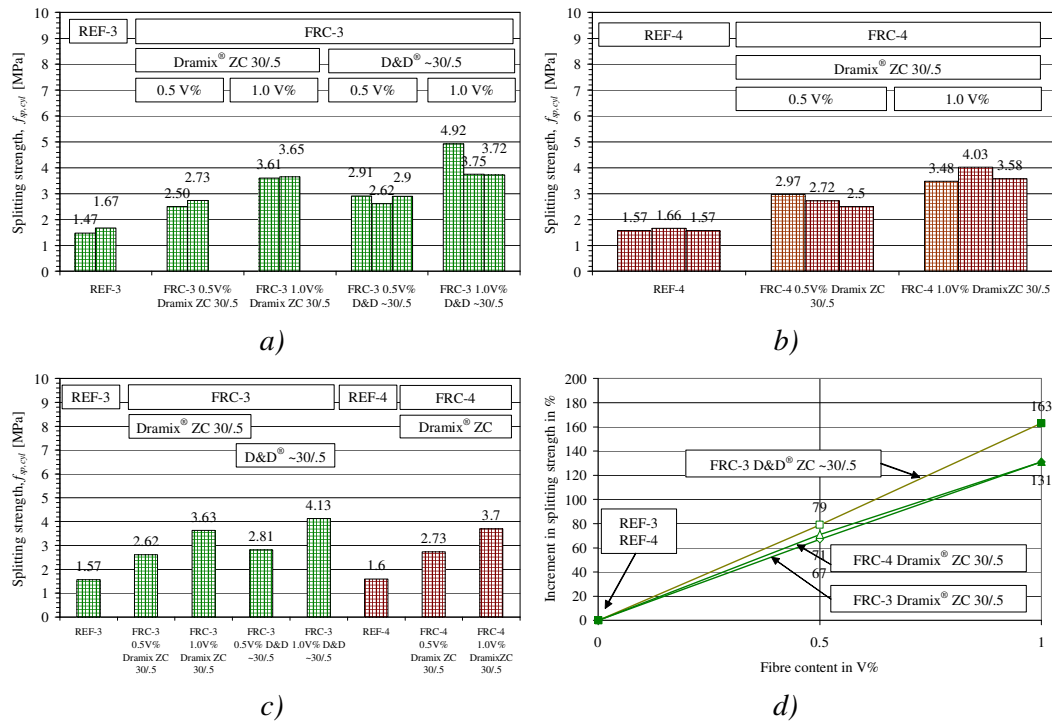 Splitting strength, f_sp,cyl [MPa]
10
9
8
7
6
5
4
3
2
1
0
REF-3
FRC-3
Dramix® ZC 30/.5
D&D® ~30/.5
0.5 V%
1.0 V%
0.5 V%
1.0 V%
1.47
1.67
2.50
2.73
3.61
3.65
2.91
2.62
2.9
4.92
3.75
3.72
REF-3
FRC-3 0.5V%
Dramix ZC 30/.5
FRC-3 1.0V%
Dramix ZC 30/.5
FRC-3 0.5V%
D&D ~30/.5
FRC-3 1.0V%
D&D ~30/.5
a)
Splitting strength, f_sp,cyl [MPa]
10
9
8
7
6
5
4
3
2
1
0
REF-4
FRC-4
Dramix® ZC 30/.5
0.5 V%
1.0 V%
1.57
1.66
1.57
2.97
2.72
2.5
3.48
4.03
3.58
REF-4
FRC-4 0.5V% Dramix ZC
30/.5
FRC-4 1.0V% DramixZC 30/.5
b)
Splitting strength, f_sp,cyl [MPa]
10
9
8
7
6
5
4
3
2
1
0
REF-3
FRC-3
REF-4
FRC-4
Dramix® ZC 30/.5
Dramix® ZC
D&D® ~30/.5
1.57
2.62
3.63
2.81
4.13
1.6
2.73
3.7
REF-3
FRC-3
0.5V%
Dramix ZC
30/.5
FRC-3
1.0V%
Dramix ZC
30/.5
FRC-3
0.5V% D&D
~30/.5
FRC-3
1.0V% D&D
~30/.5
REF-4
FRC-4
0.5V%
Dramix ZC
30/.5
FRC-4
1.0V%
DramixZC
30/.5
c)
Increment in splitting strength in %
200
180
160
140
120
100
80
60
40
20
0
163
FRC-3 D&D® ZC ~30/.5
131
79
REF-3
REF-4
71
67
FRC-4 Dramix® ZC 30/.5
FRC-3 Dramix® ZC 30/.5
0
0.5
1
Fibre content in V%
d)